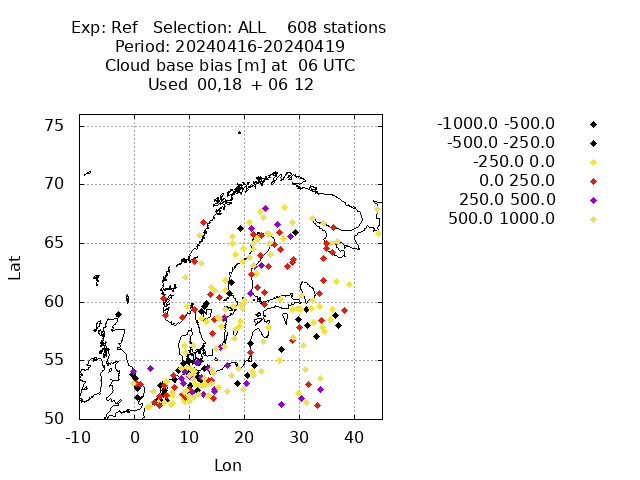 Exp: Ref Selection: ALL 608 stations
Period: 20240416-20240419
Cloud base bias [m] at 06 UTC
Used 00,18 + 06 12
-1000.0 -500.0
-500.0 -250.0
-250.0 0.0
0.0 250.0
250.0 500.0
500.0 1000.0
75
70
65
60
55
50
Lat
-10 0 10 20 30 40
Lon